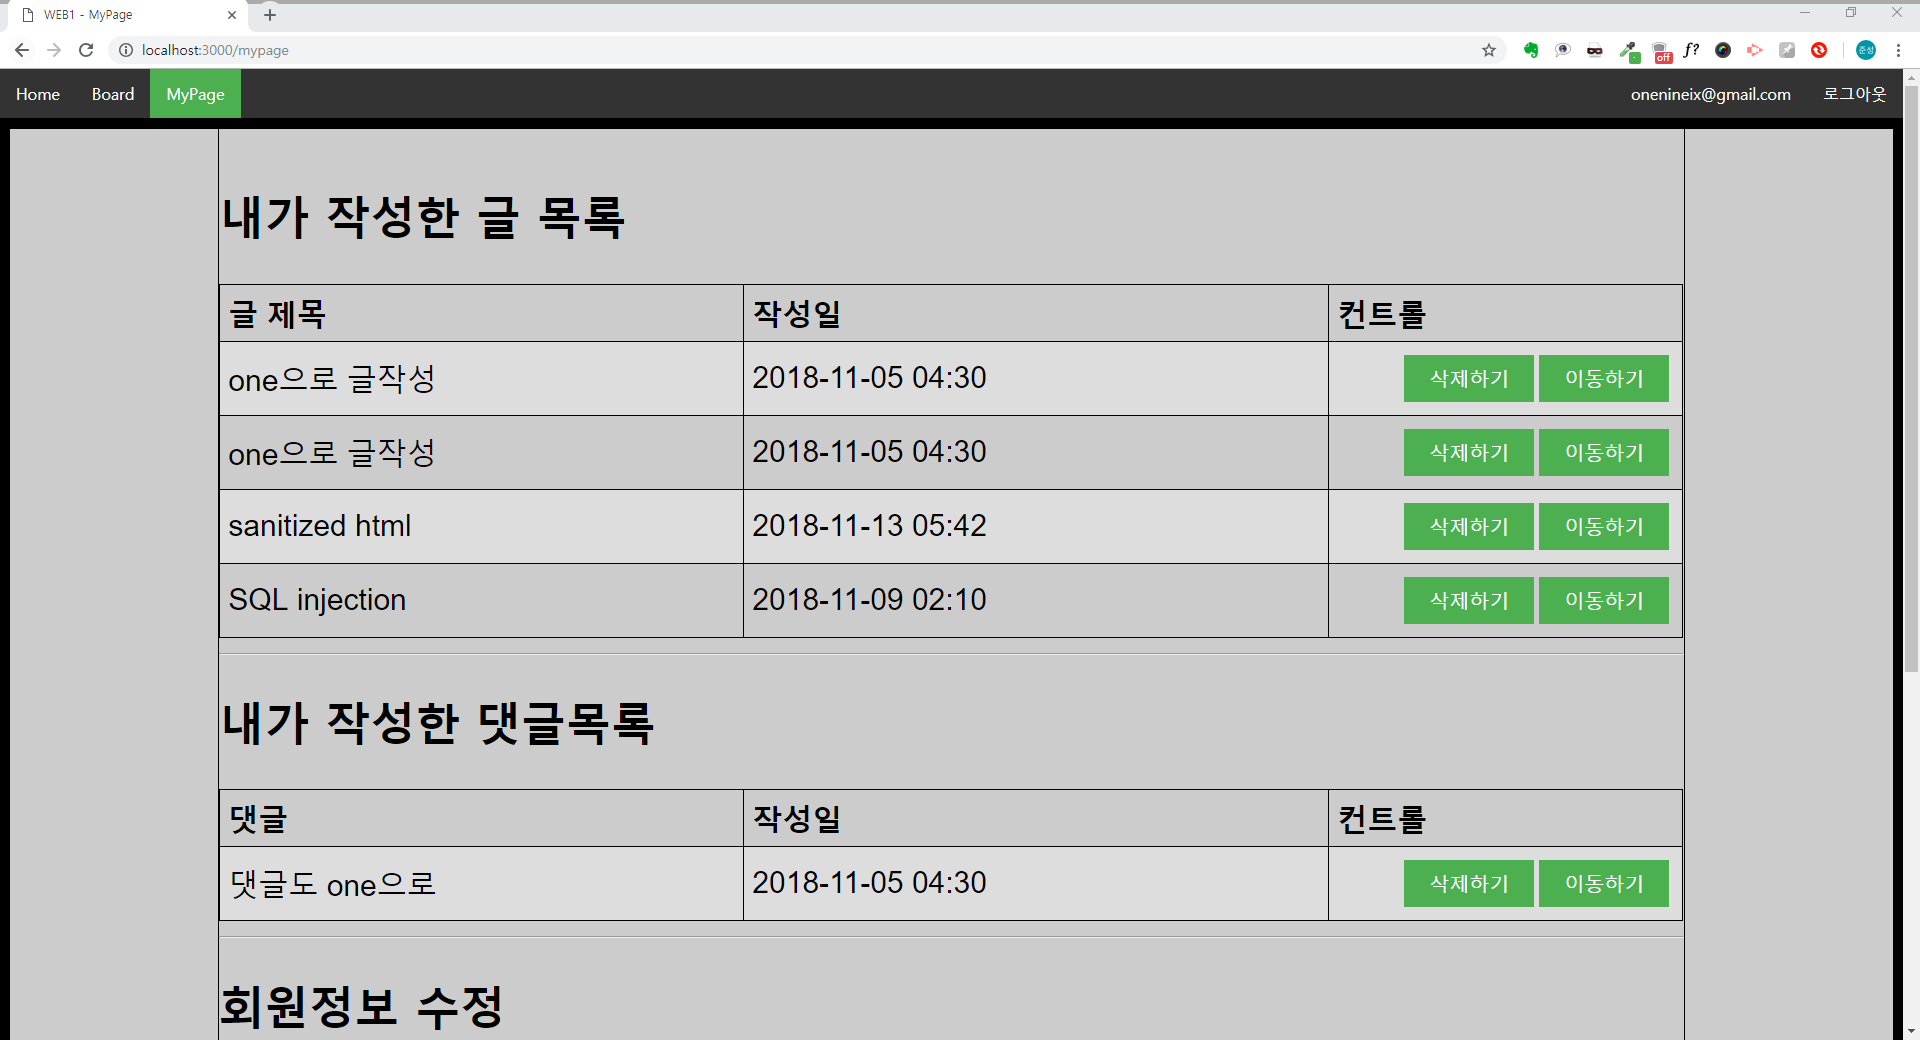 WEB1 - MyPage
localhost:3000/mypage
off
f?
준성
Home Board MyPage onenineix@gmail.com 로그아웃
내가 작성한 글 목록
글 제목 작성일 컨트롤
one으로 글작성 2018-11-05 04:30 삭제하기 이동하기
one으로 글작성 2018-11-05 04:30 삭제하기 이동하기
sanitized html 2018-11-13 05:42 삭제하기 이동하기
SQL injection 2018-11-09 02:10 삭제하기 이동하기
내가 작성한 댓글목록
댓글 작성일 컨트롤
댓글도 one으로 2018-11-05 04:30 삭제하기 이동하기
회원정보 수정